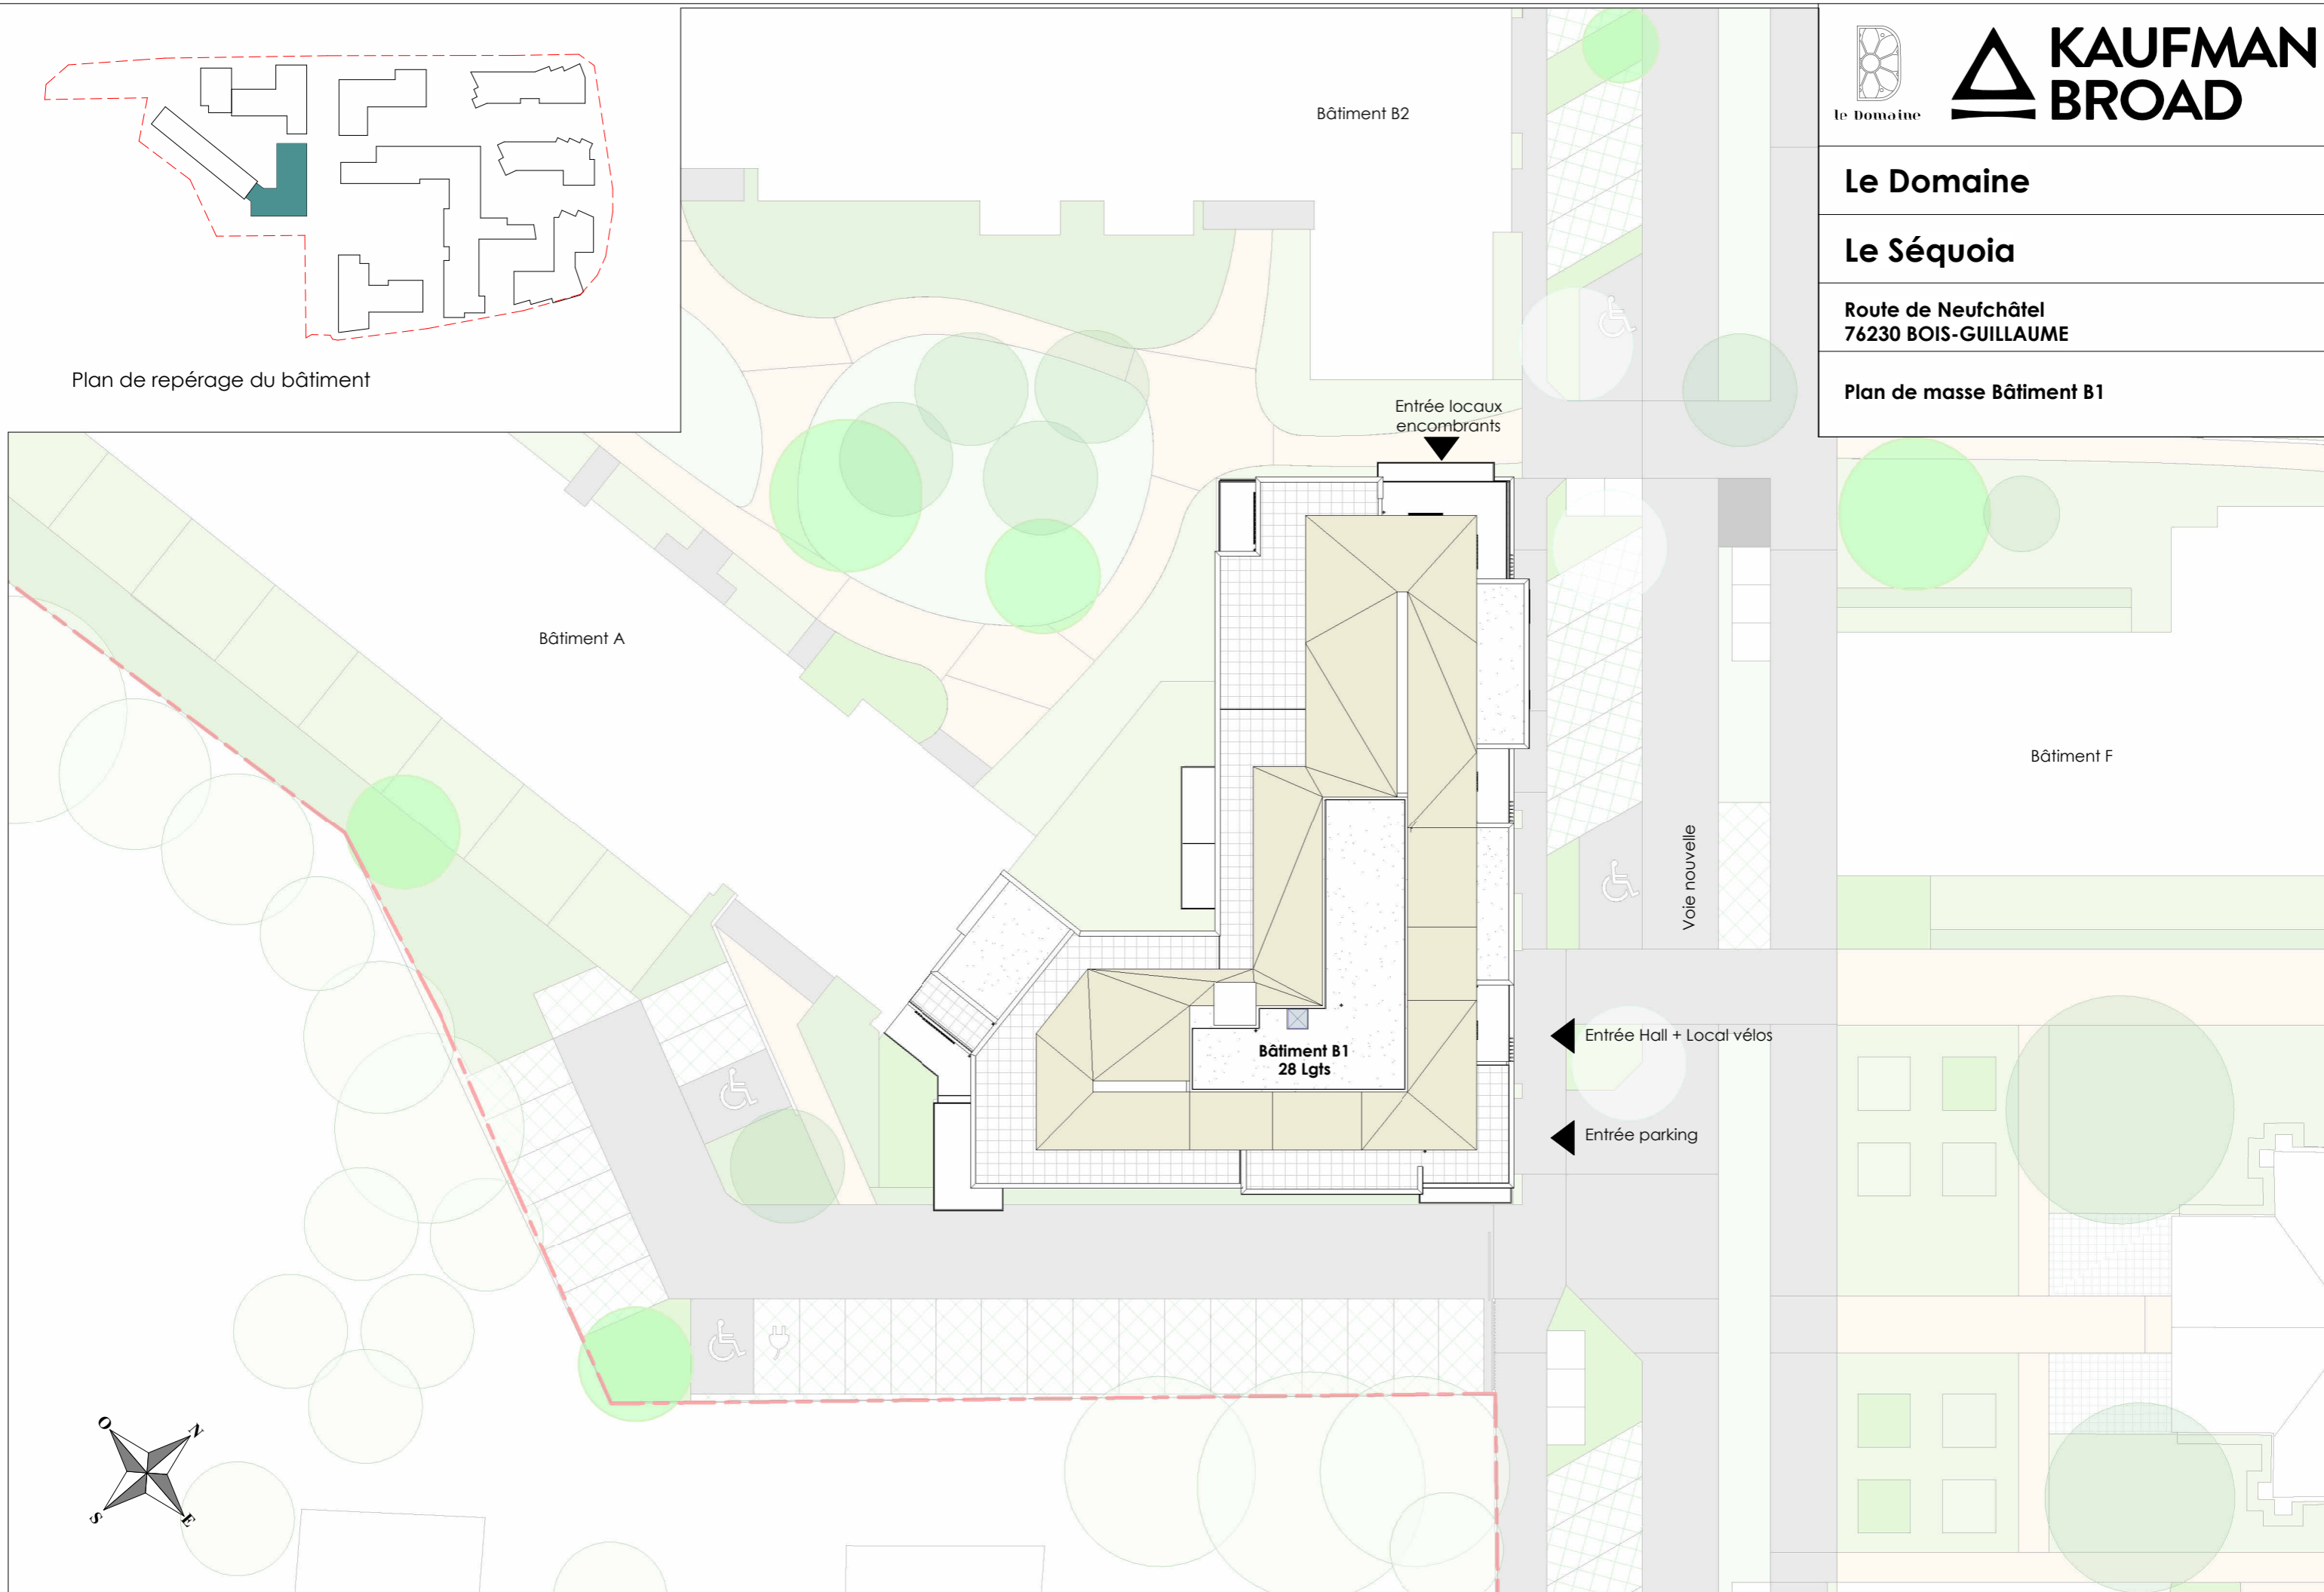 Plan de repérage du bâtiment
le Domaine
KAUFMAN
BROAD
Le Domaine
Le Séquoia
Route de Neufchâtel
76230 BOIS-GUILLAUME
Plan de masse Bâtiment B1
Bâtiment B2
Entrée locaux
encombrants
Bâtiment A
Bâtiment F
Voie nouvelle
Entrée Hall + Local vélos
Bâtiment B1
28 Lgts
Entrée parking
O
N
S
E